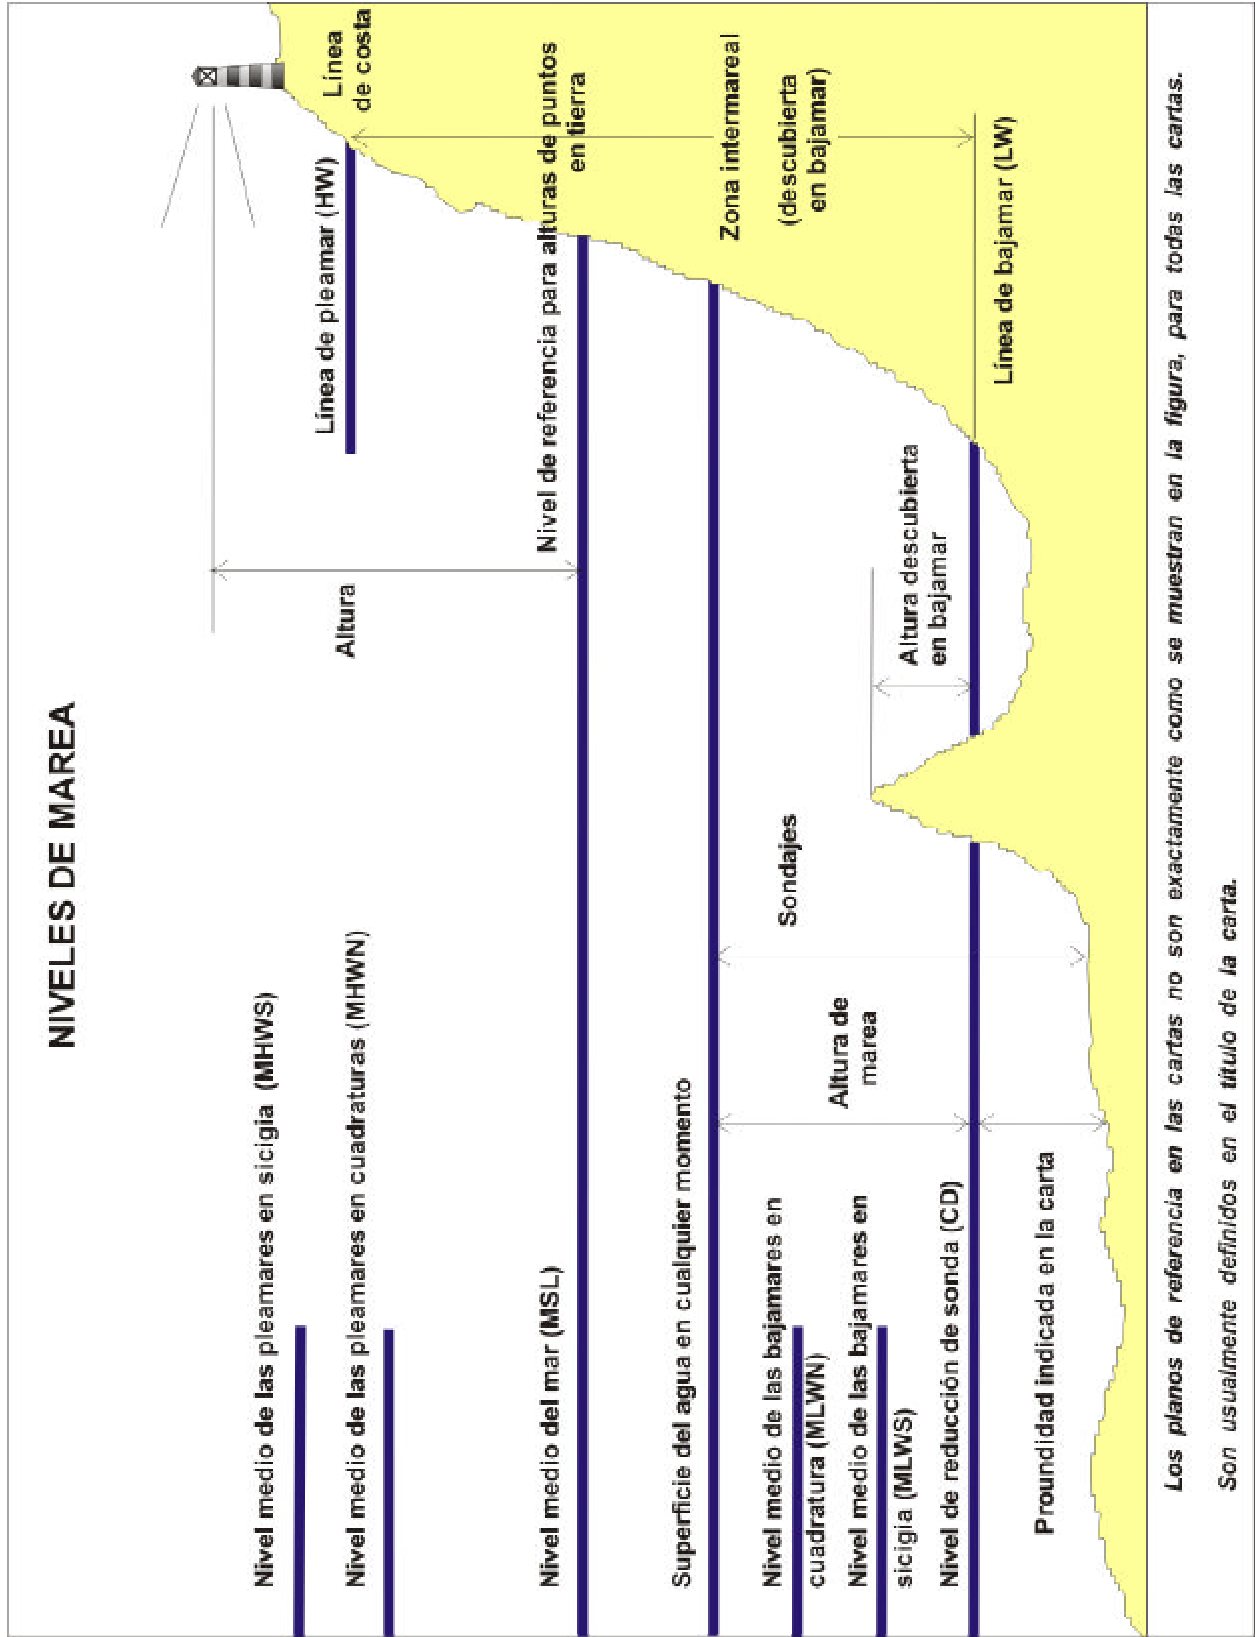 NIVELES DE MAREA
Nivel medio de las pleamares en sicigia (MHWS)
Nivel medio de las pleamares en cuadraturas (MHWN)
Nivel medio del mar (MSL)
Superficie del agua en cualquier momento
Nivel medio de las bajamares en
cuadratura (MLWN)
Nivel medio de las bajamares en
sicigia (MLWS)
Nivel de reducción de sonda (CD)
Proundidad indicada en la carta
Altura de
marea
Sondajes
Altura
Altura descubierta
en bajamar
Nivel de referencia para alturas de puntos
en tierra
Línea de pleamar (HW)
Línea
de costa
Zona intermareal
(descubierta
en bajamar)
Línea de bajamar (LW)
Los planos de referencia en las cartas no son exactamente como se muestran en la figura, para todas las cartas.
Son usualmente definidos en el título de la carta.